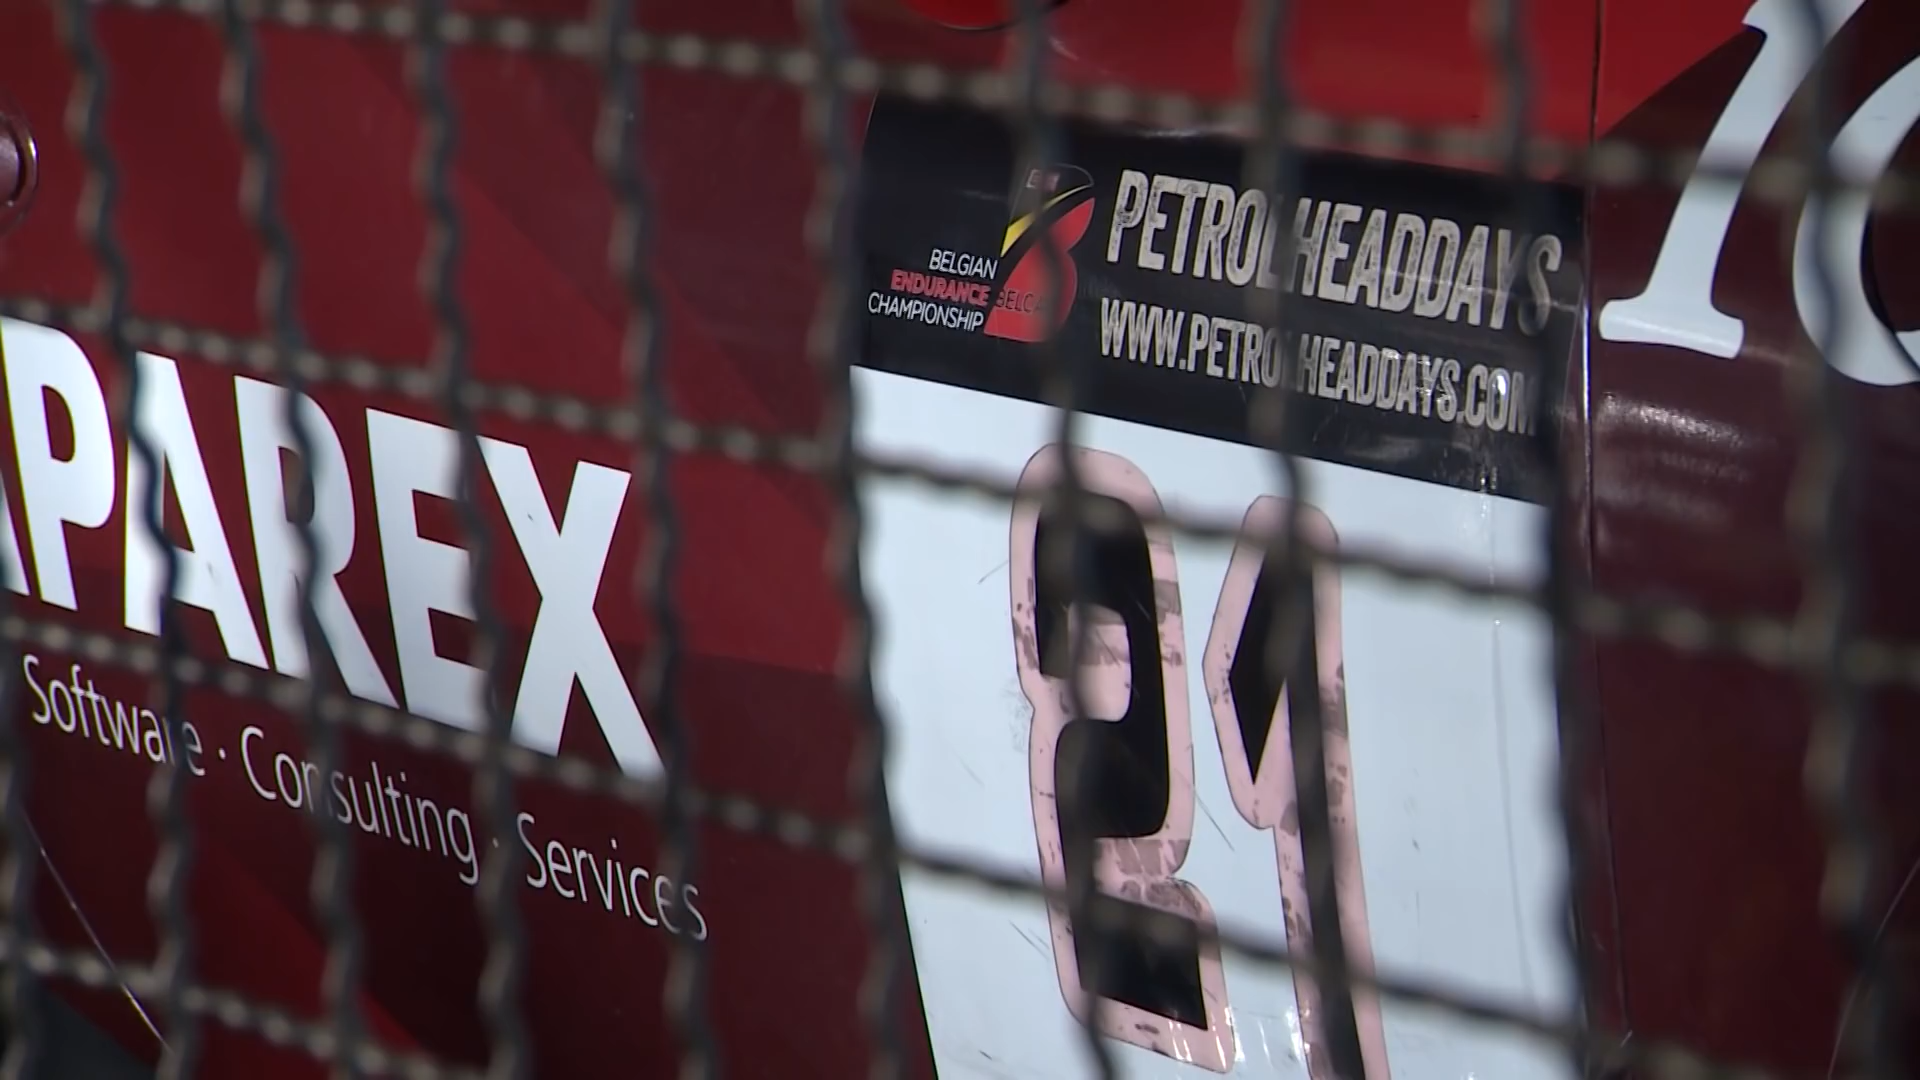 PAREX
Software · Consulting · Services
BELGIAN
ENDURANCE
CHAMPIONSHIP
PETROLHEADDAYS
WWW.PETROLHEADDAYS.COM
21